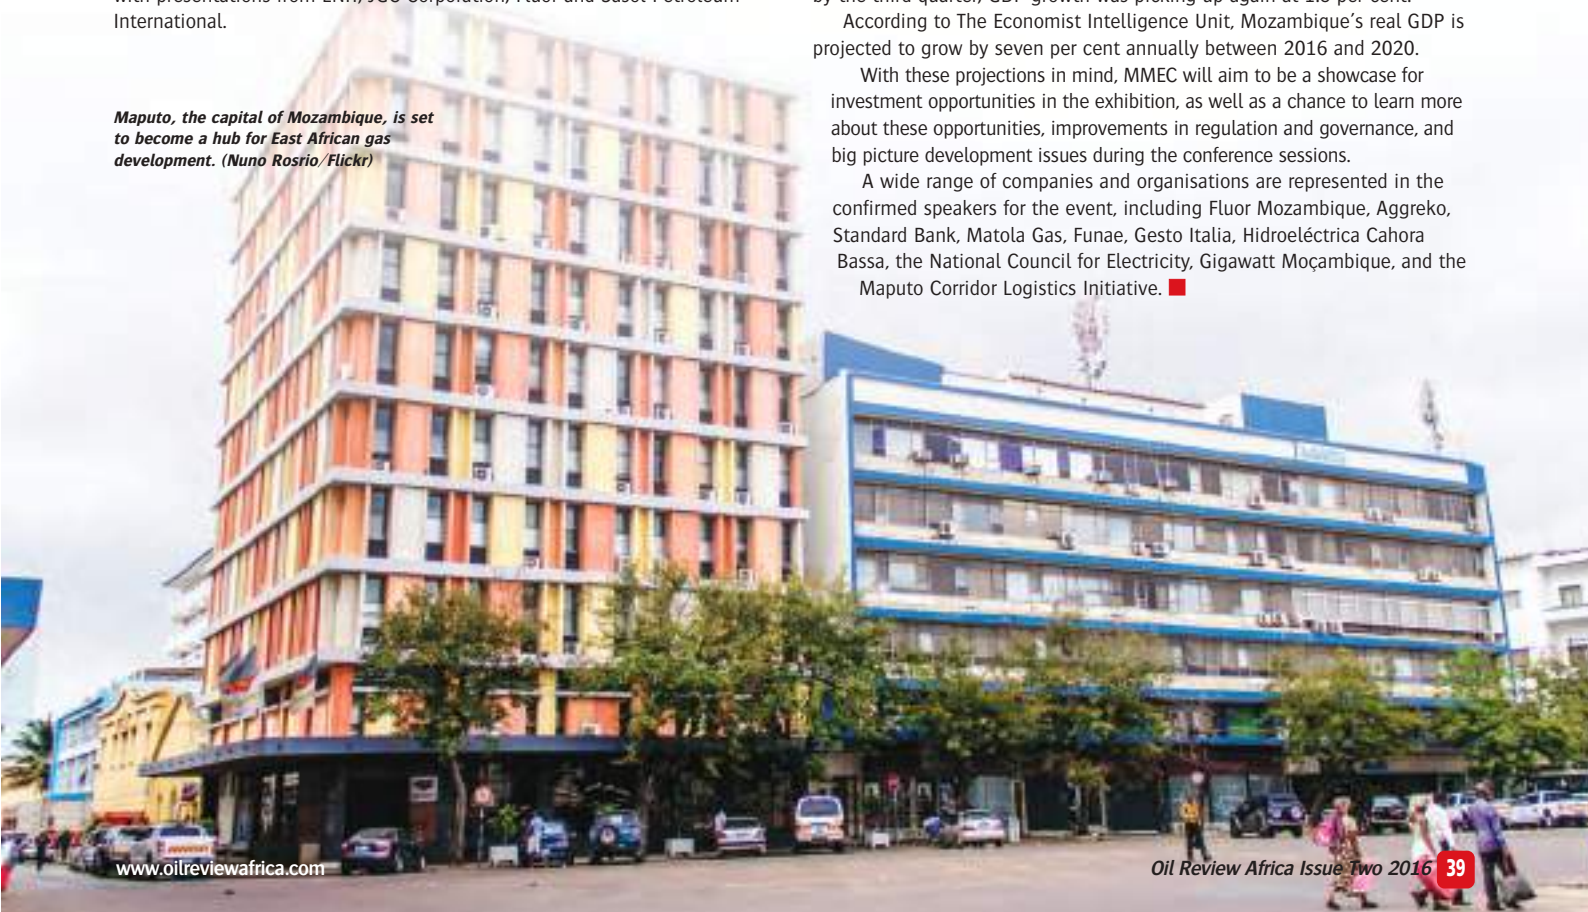 International.
Maputo, the capital of Mozambique, is set
to become a hub for East African gas
development. (Nuno Rosrio/Flickr)
According to The Economist Intelligence Unit, Mozambique's real GDP is
projected to grow by seven per cent annually between 2016 and 2020.
With these projections in mind, MMEC will aim to be a showcase for
investment opportunities in the exhibition, as well as a chance to learn more
about these opportunities, improvements in regulation and governance, and
big picture development issues during the conference sessions.
A wide range of companies and organisations are represented in the
confirmed speakers for the event, including Fluor Mozambique, Aggreko,
Standard Bank, Matola Gas, Funae, Gesto Italia, Hidroeléctrica Cahora
Bassa, the National Council for Electricity, Gigawatt Moçambique, and the
Maputo Corridor Logistics Initiative.
www.oilreviewafrica.com
Oil Review Africa Issue Two 2016 39